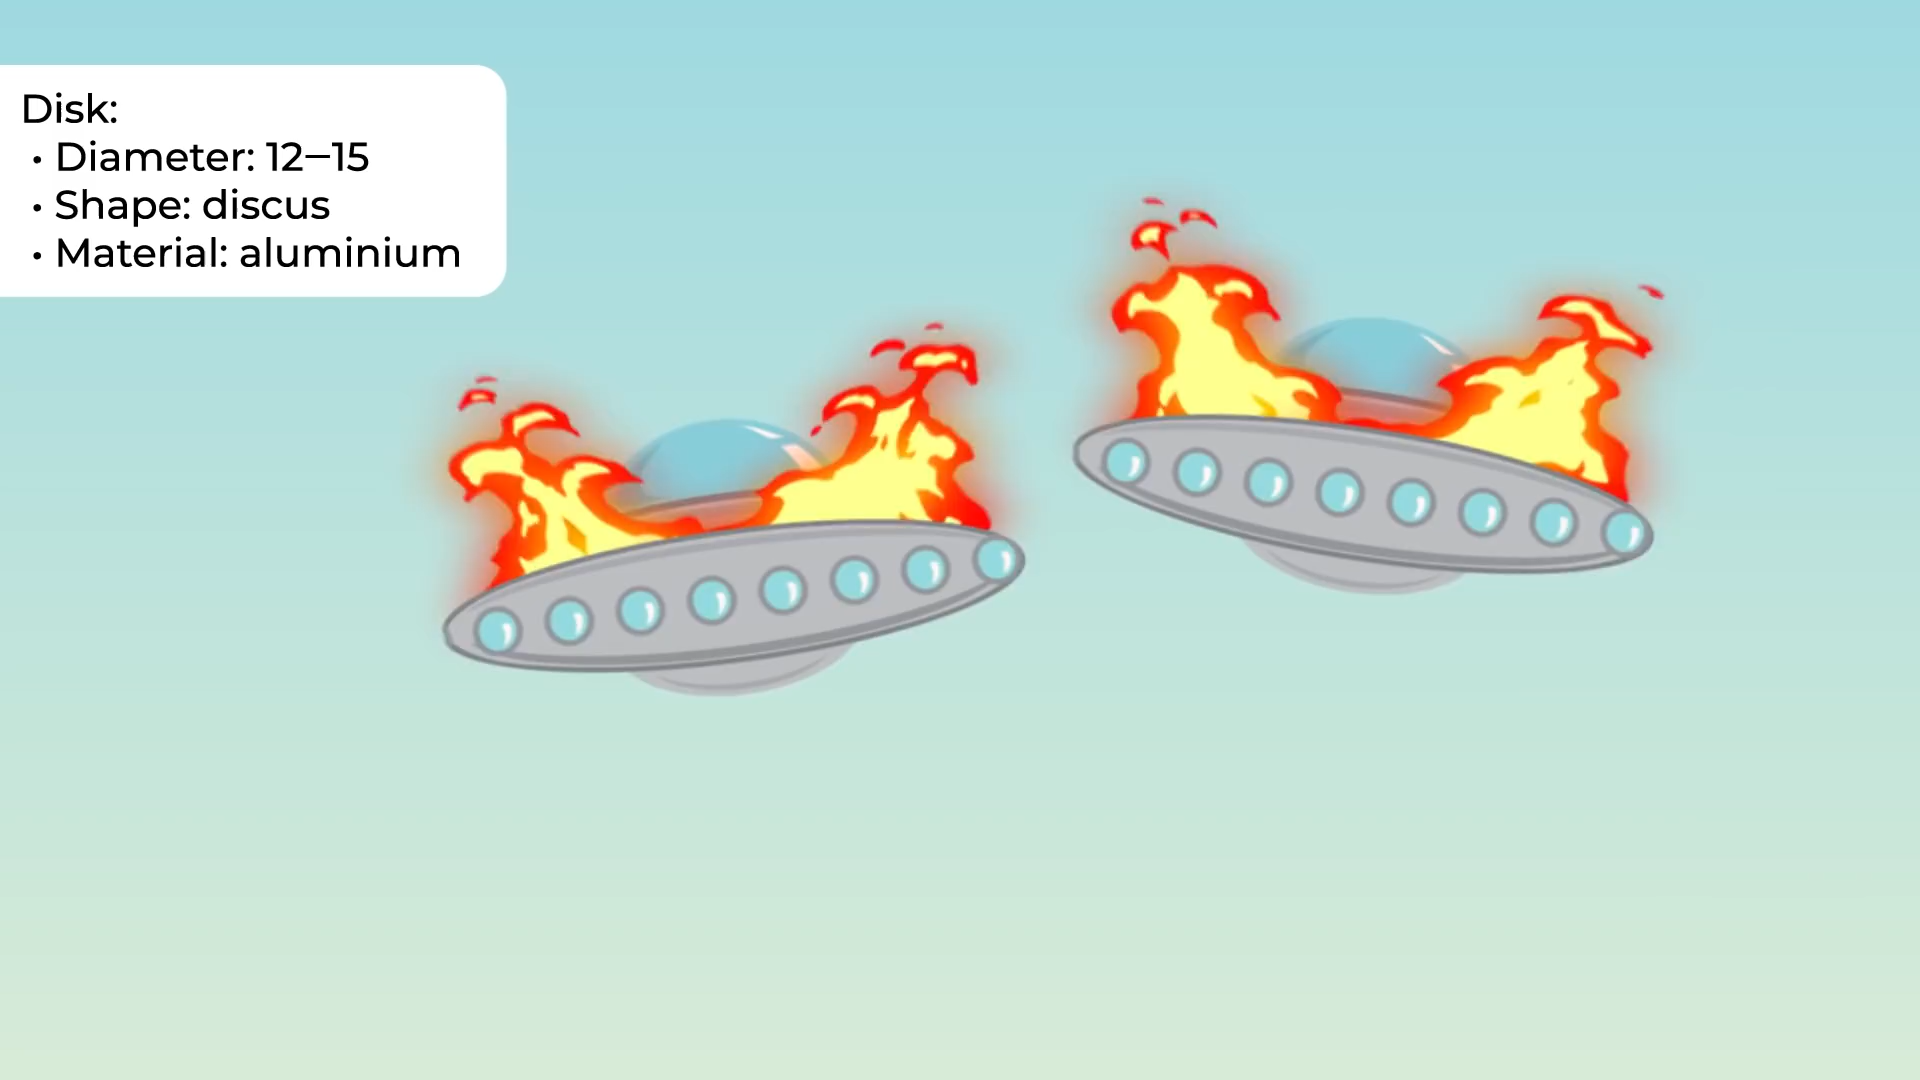 Disk:
• Diameter: 12–15
• Shape: discus
• Material: aluminium